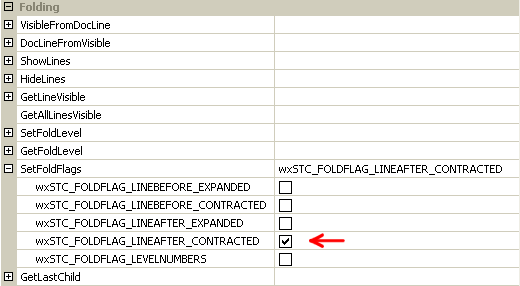 Folding
VisibleFromDocLine
DocLineFromVisible
ShowLines
HideLines
GetLineVisible
GetAllLinesVisible
SetFoldLevel
GetFoldLevel
SetFoldFlags wxSTC_FOLDFLAG_LINEAFTER_CONTRACTED
wxSTC_FOLDFLAG_LINEBEFORE_EXPANDED
wxSTC_FOLDFLAG_LINEBEFORE_CONTRACTED
wxSTC_FOLDFLAG_LINEAFTER_EXPANDED
wxSTC_FOLDFLAG_LINEAFTER_CONTRACTED
wxSTC_FOLDFLAG_LEVELNUMBERS
GetLastChild